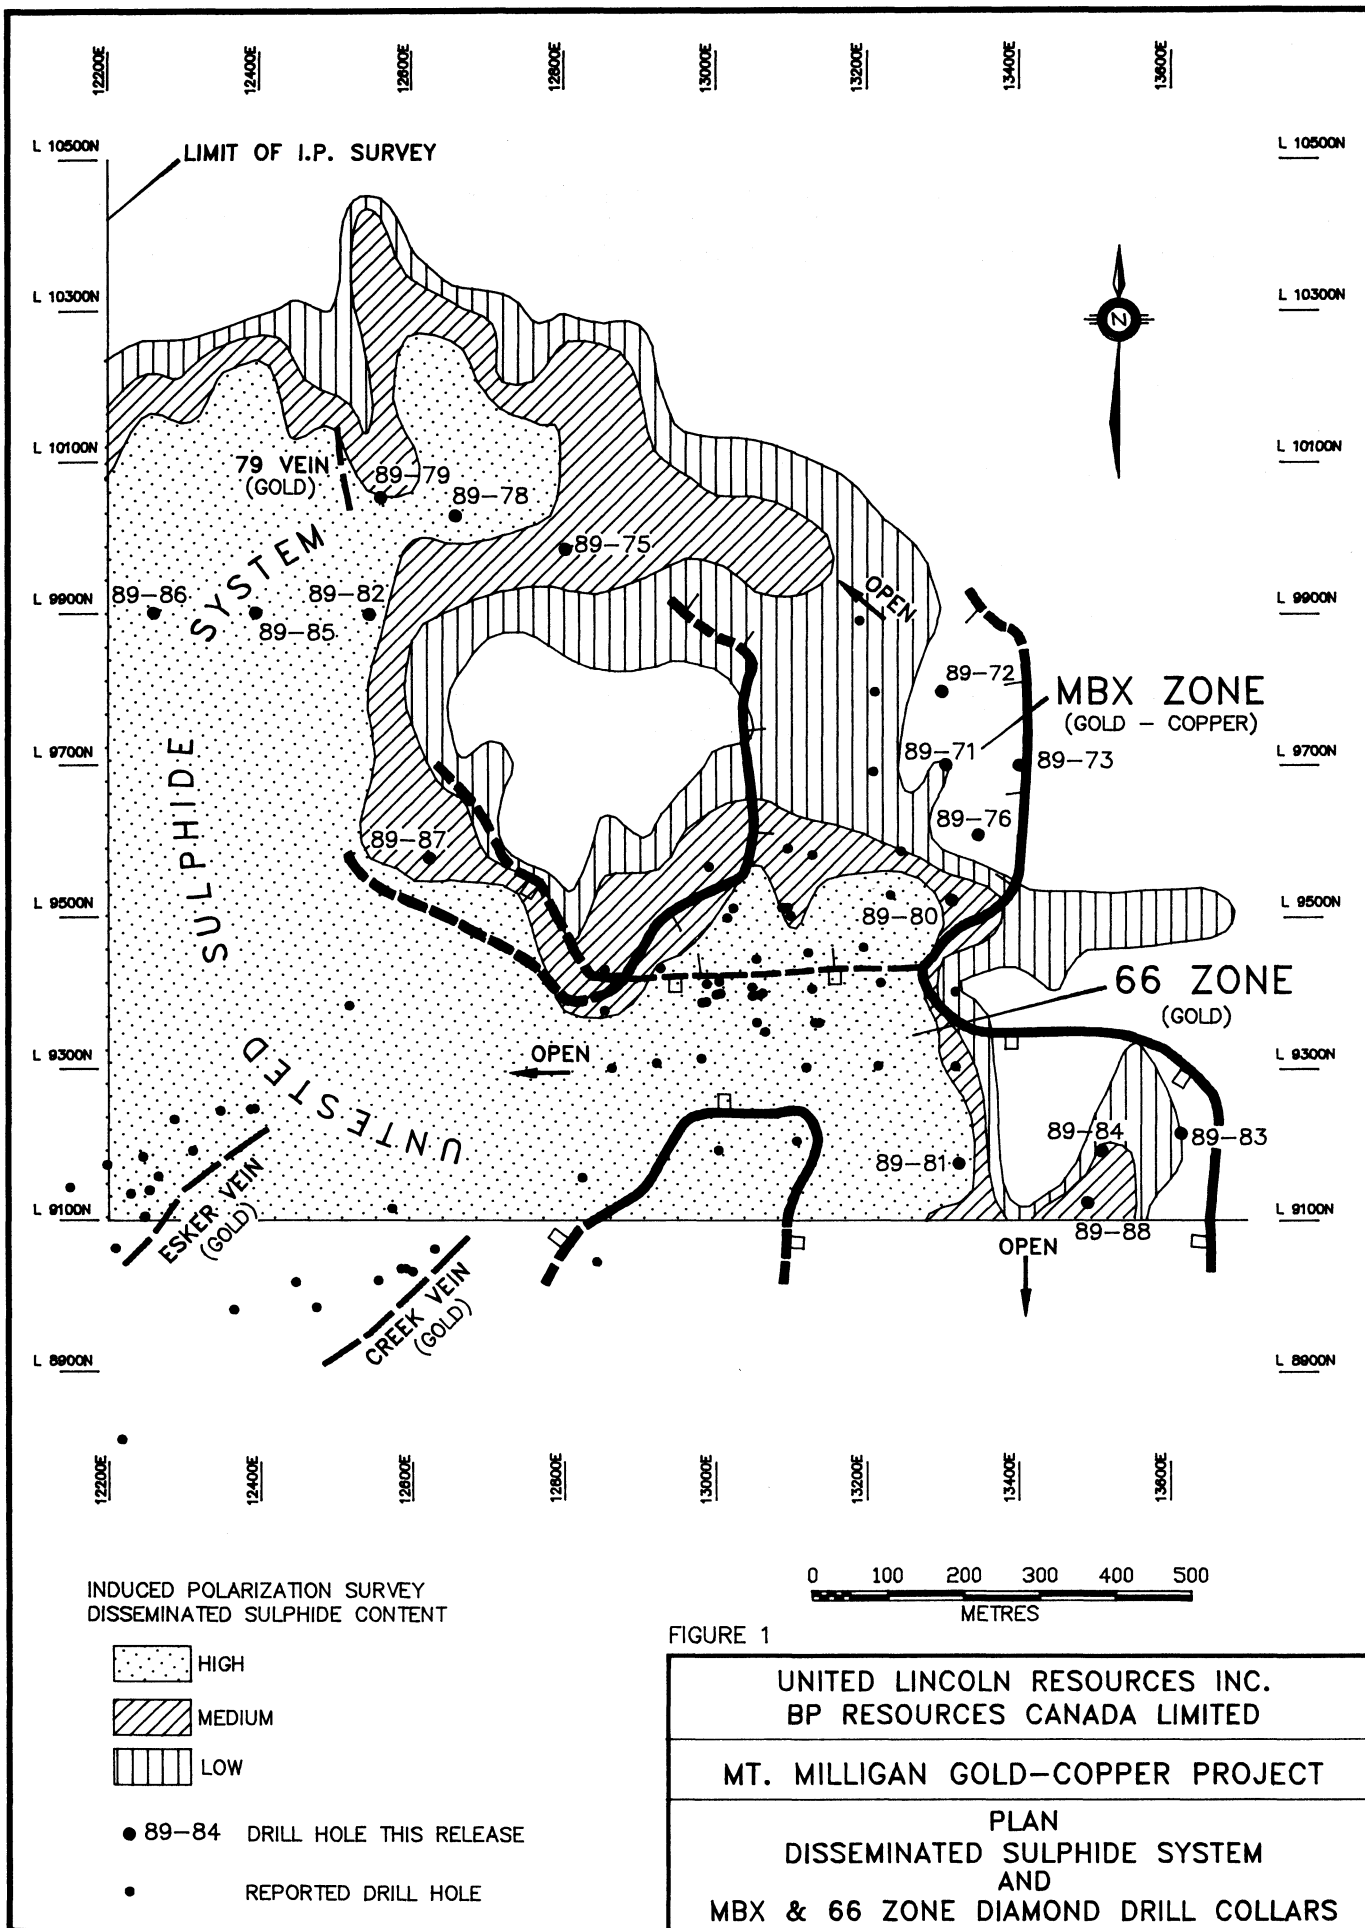 12200E
12400E
12600E
12800E
13000E
13200E
13400E
13600E
L 10500N
L 10500N
LIMIT OF I.P. SURVEY
L 10300N
L 10300N
N
L 10100N
L 10100N
79 VEIN
(GOLD)
89-79
89-78
89-75
SYSTEM
OPEN
89-86
89-82
L 9900N
L 9900N
89-85
89-72
MBX ZONE
(GOLD - COPPER)
SULPHIDE
L 9700N
89-71
89-73
L 9700N
89-76
89-87
L 9500N
89-80
L 9500N
66 ZONE
(GOLD)
L 9300N
OPEN
L 9300N
UNTESTED
89-84
89-83
89-81
L 9100N
L 9100N
ESKER VEIN
(GOLD)
89-88
OPEN
CREEK VEIN
(GOLD)
L 8900N
L 8900N
12200E
12400E
12600E
12800E
13000E
13200E
13400E
13600E
0 100 200 300 400 500
METRES
INDUCED POLARIZATION SURVEY
DISSEMINATED SULPHIDE CONTENT
HIGH
MEDIUM
LOW
89-84 DRILL HOLE THIS RELEASE
REPORTED DRILL HOLE
FIGURE 1
UNITED LINCOLN RESOURCES INC.
BP RESOURCES CANADA LIMITED
MT. MILLIGAN GOLD-COPPER PROJECT
PLAN
DISSEMINATED SULPHIDE SYSTEM
AND
MBX & 66 ZONE DIAMOND DRILL COLLARS